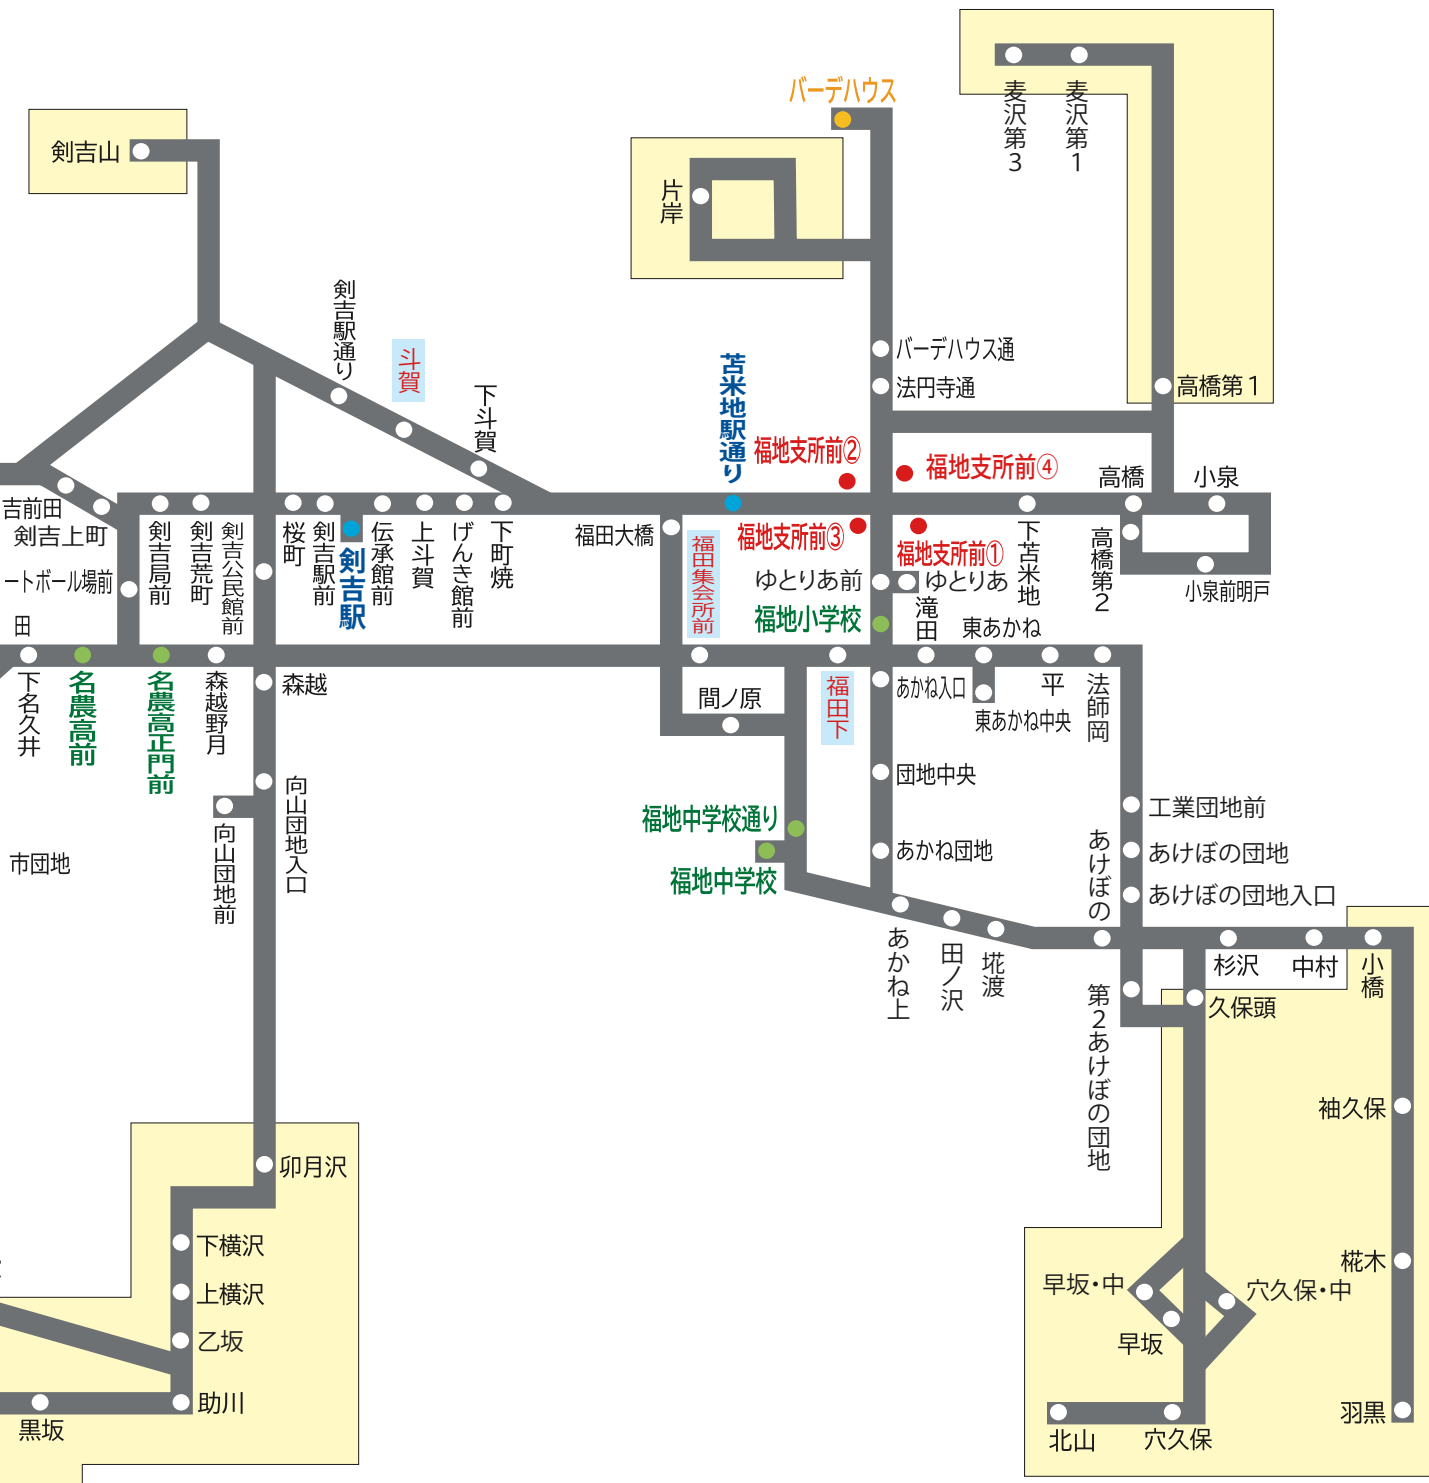 バーデハウス
麦沢第3
麦沢第1
剣吉山
片岸
剣吉駅通り
斗賀
下斗賀
苫米地駅通り
バーデハウス通
法円寺通
高橋第1
福地支所前②
福地支所前④
高橋
小泉
吉前田
剣吉上町
剣吉局前
剣吉荒町
剣吉公民館前
桜町
剣吉駅前
剣吉駅
伝承館前
上斗賀
げんき館前
下町焼
福田大橋
福田集会所前
福地支所前③
福地支所前①
下苫米地
高橋第2
小泉前明戸
ートボール場前
ゆとりあ前
ゆとりあ
福地小学校
滝田
東あかね
田
下名久井
名農高前
名農高正門前
森越野月
森越
間ノ原
福田下
あかね入口
東あかね中央
平
法師岡
向山団地入口
向山団地前
市団地
団地中央
福地中学校通り
福地中学校
あかね団地
工業団地前
あけぼの団地
あけぼの団地入口
あけぼの
あかね上
田ノ沢
埖渡
第2あけぼの団地
杉沢
中村
小橋
久保頭
袖久保
椛木
羽黒
卯月沢
下横沢
上横沢
乙坂
助川
黒坂
早坂・中
早坂
穴久保・中
北山
穴久保